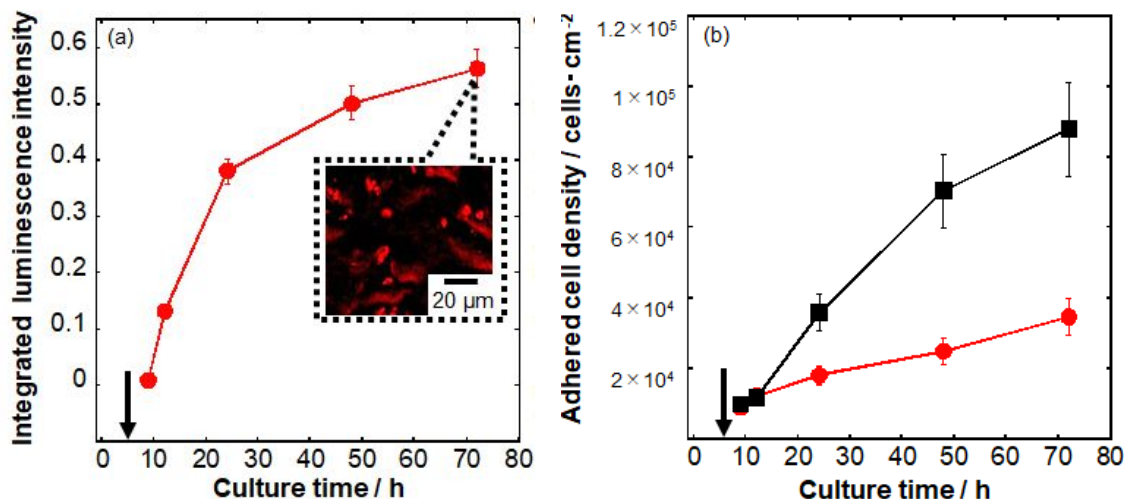 (a)
Integrated luminescence intensity
0.6
0.5
0.4
0.3
0.2
0.1
0
20 μm
0 10 20 30 40 50 60 70 80
Culture time / h
(b)
Adhered cell density / cells·cm⁻²
1.2 × 10⁵
1 × 10⁵
8 × 10⁴
6 × 10⁴
4 × 10⁴
2 × 10⁴
0 10 20 30 40 50 60 70 80
Culture time / h